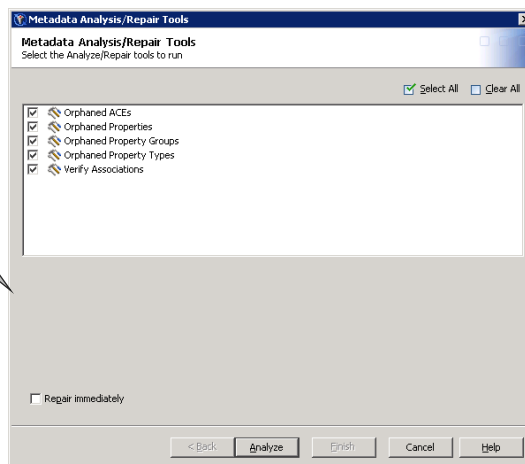 Metadata Analysis/Repair Tools
Metadata Analysis/Repair Tools
Select the Analyze/Repair tools to run
Select All Clear All
Orphaned ACEs
Orphaned Properties
Orphaned Property Groups
Orphaned Property Types
Verify Associations
Repair immediately
< Back Analyze Finish Cancel Help